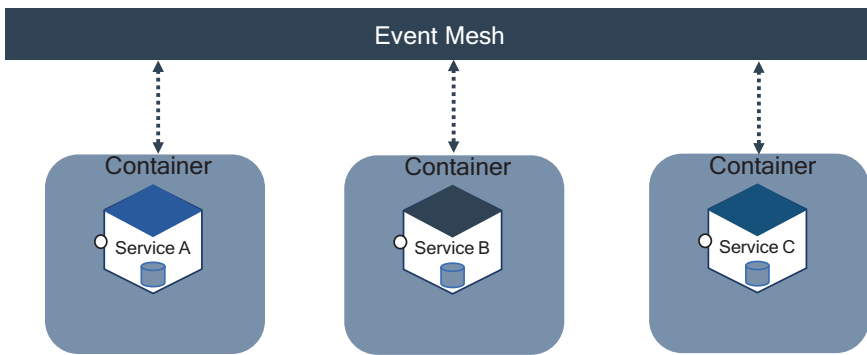 Event Mesh
Container
Container
Container
Service A
Service B
Service C